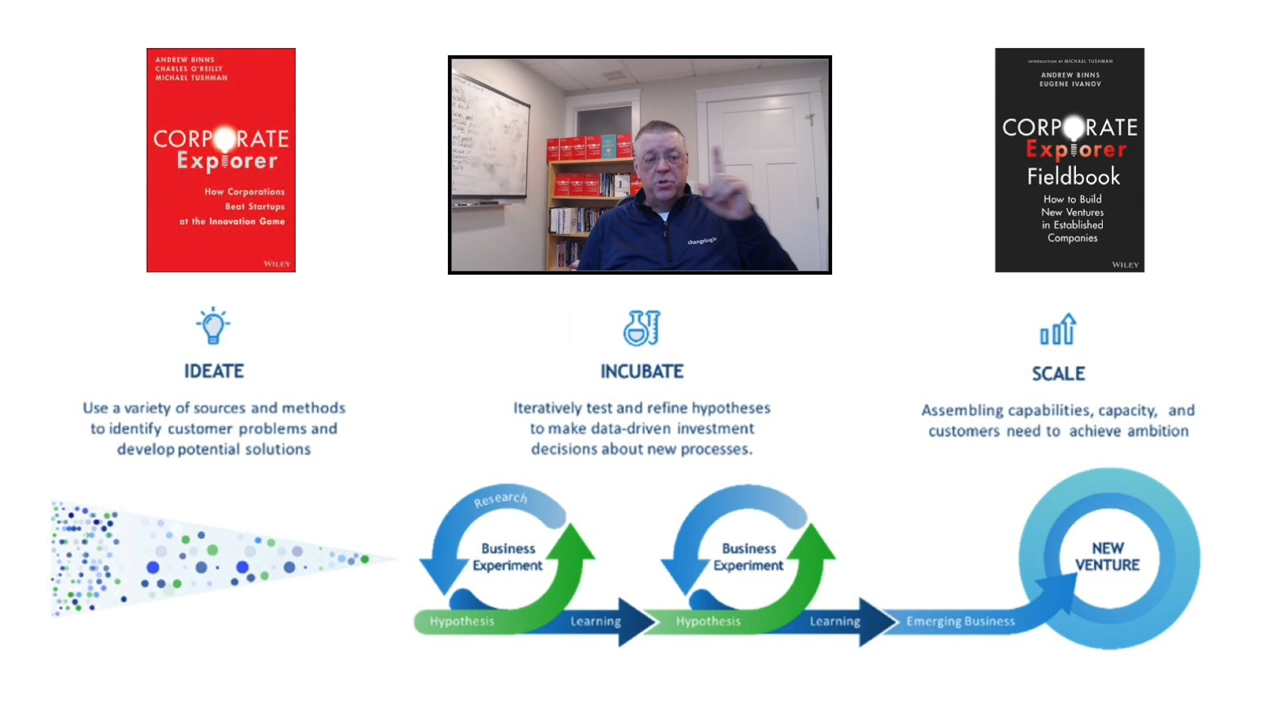 ANDREW BINNS
CHARLES O'REILLY
MICHAEL TUSHMAN
CORPORATE
Explorer
How Corporations
Beat Startups
at the Innovation Game
WILEY
changelogic
INTRODUCTION BY MICHAEL TUSHMAN
ANDREW BINNS
EUGENE IVANOV
CORPORATE
Explorer
Fieldbook
How to Build
New Ventures
in Established
Companies
WILEY
IDEATE
Use a variety of sources and methods
to identify customer problems and
develop potential solutions
INCUBATE
Iteratively test and refine hypotheses
to make data-driven investment
decisions about new processes.
SCALE
Assembling capabilities, capacity, and
customers need to achieve ambition
Research
Business
Experiment
Hypothesis
Learning
Business
Experiment
Hypothesis
Learning
Emerging Business
NEW
VENTURE